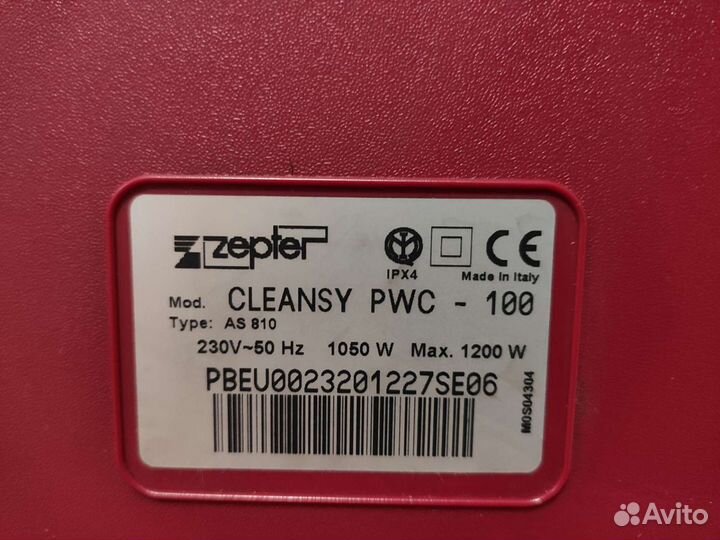 zepter
IPX4
CE
Made in Italy
Mod. CLEANSY PWC - 100
Type: AS 810
230V~50 Hz 1050 W Max. 1200 W
PBEU0023201227SE06
M0S04304
Avito